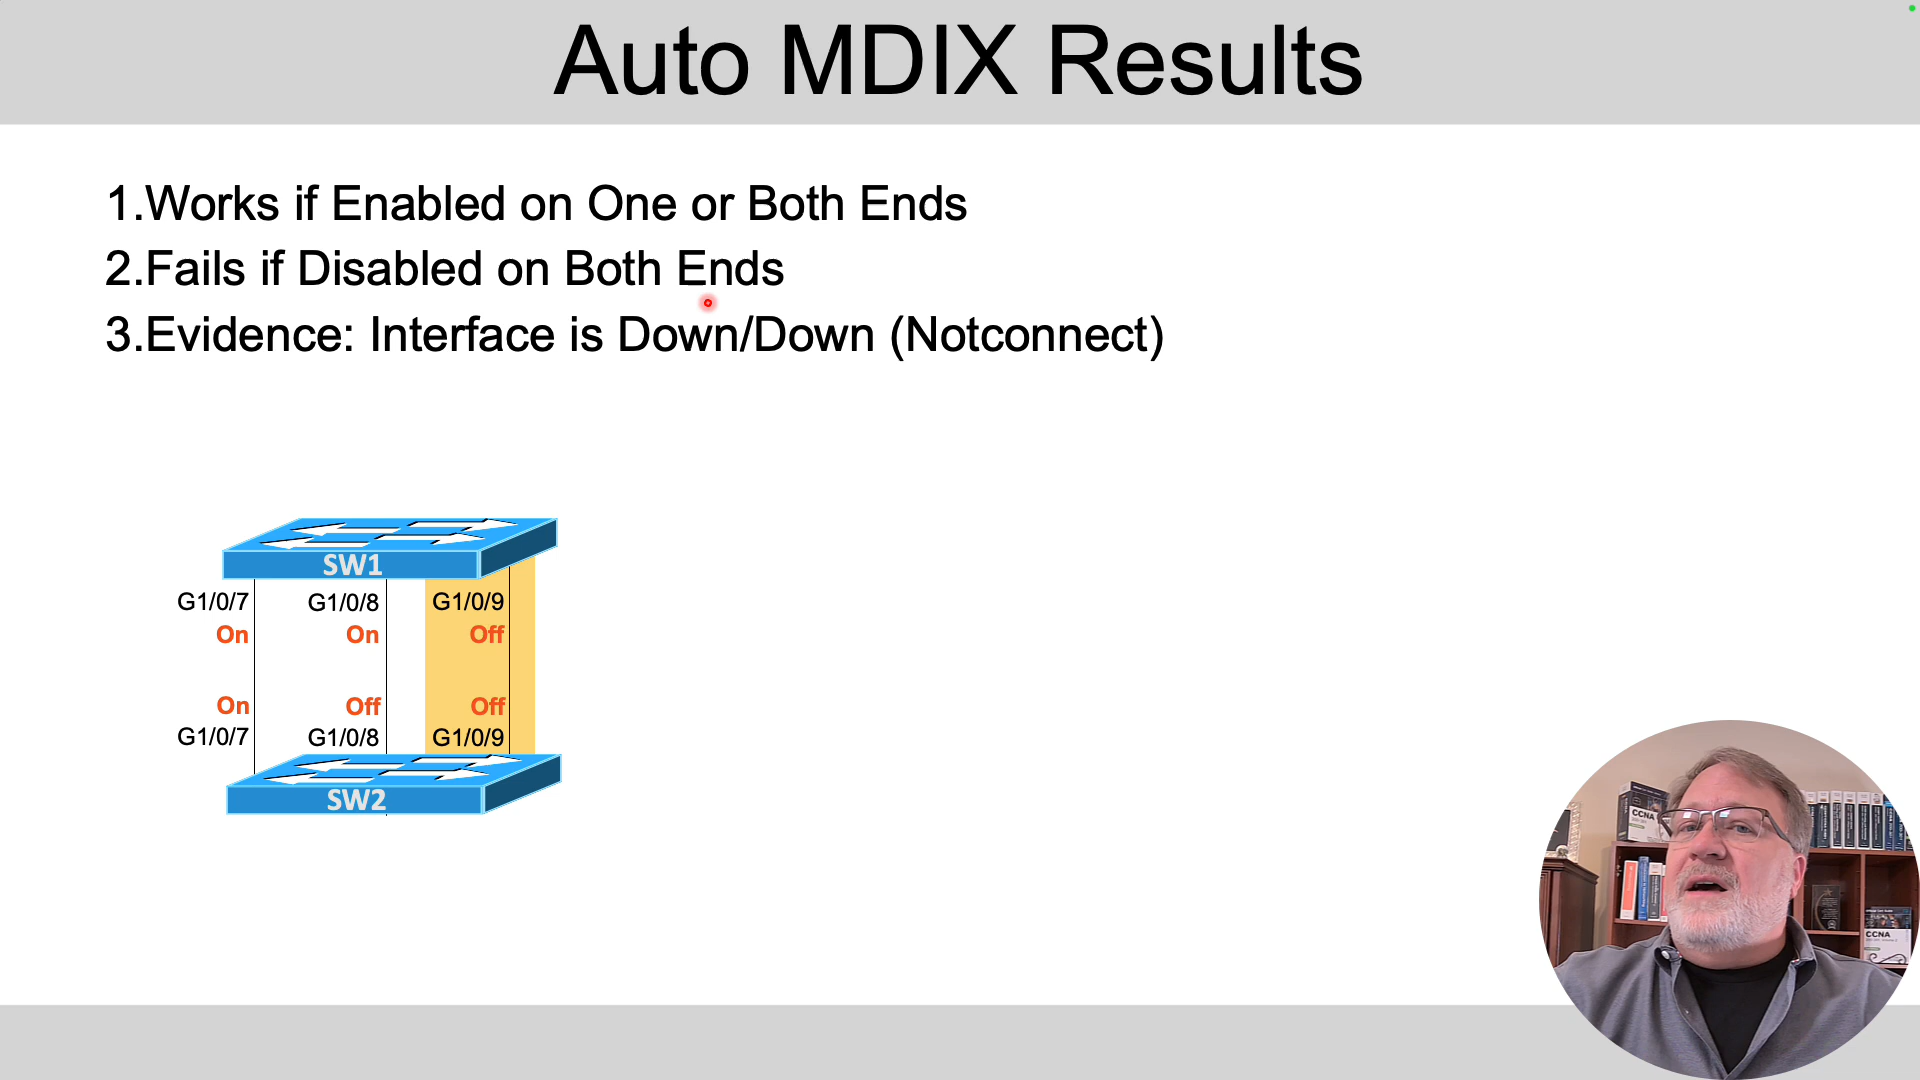 Auto MDIX Results
1.Works if Enabled on One or Both Ends
2.Fails if Disabled on Both Ends
3.Evidence: Interface is Down/Down (Notconnect)
SW1
G1/0/7 G1/0/8 G1/0/9
On On Off
On Off Off
G1/0/7 G1/0/8 G1/0/9
SW2
CCNA
CCNA